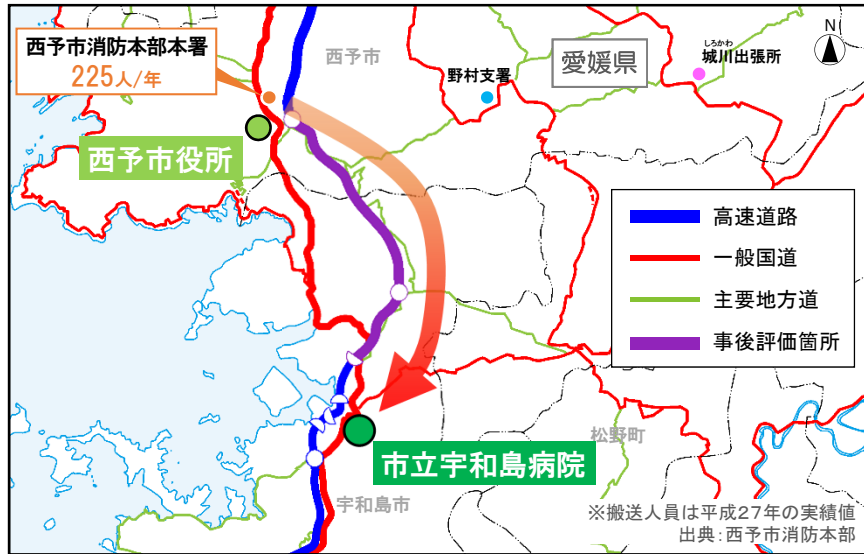 西予市消防本部本署
225人/年
西予市
野村支署
愛媛県
しろかわ
城川出張所
N
西予市役所
高速道路
一般国道
主要地方道
事後評価箇所
市立宇和島病院
松野町
宇和島市
※搬送人員は平成27年の実績値
出典:西予市消防本部